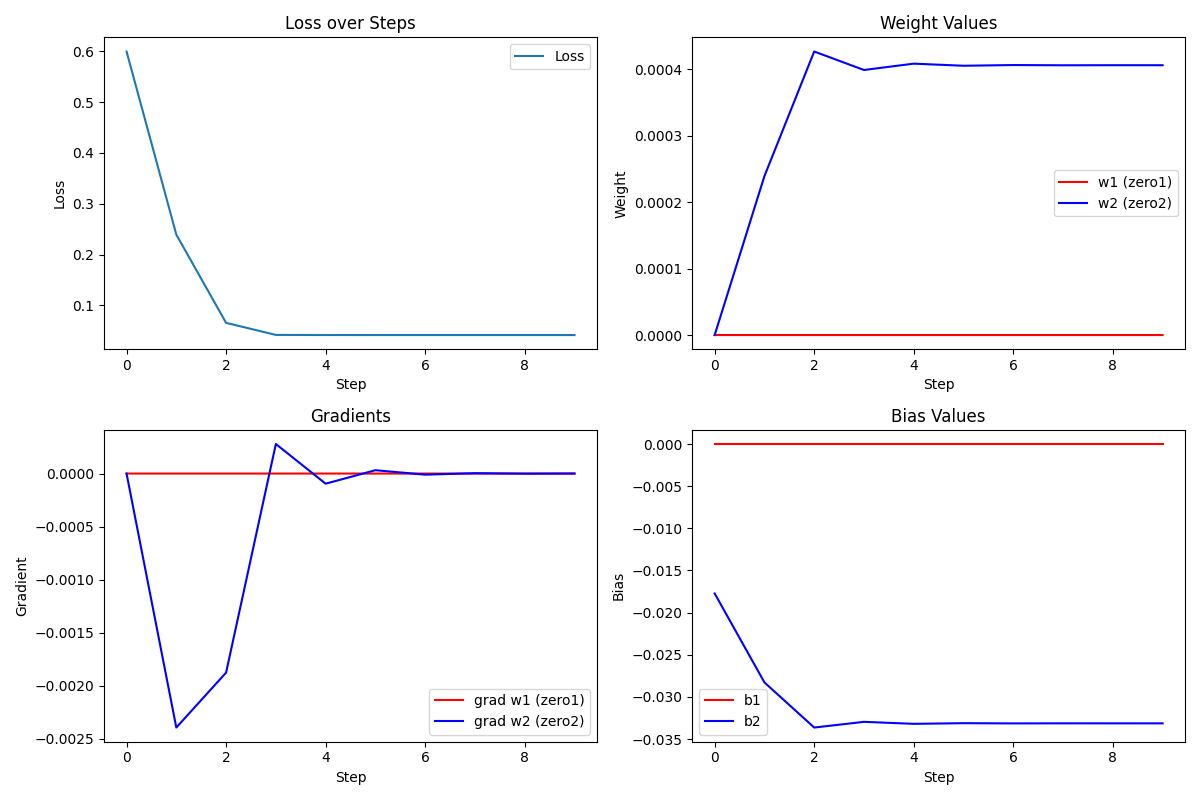 Loss over Steps
Loss
0.6
0.5
0.4
0.3
0.2
0.1
Loss
0 2 4 6 8
Step
Weight Values
0.0004
0.0003
0.0002
0.0001
0.0000
Weight
w1 (zero1)
w2 (zero2)
0 2 4 6 8
Step
Gradients
0.0000
−0.0005
−0.0010
−0.0015
−0.0020
−0.0025
Gradient
grad w1 (zero1)
grad w2 (zero2)
0 2 4 6 8
Step
Bias Values
0.000
−0.005
−0.010
−0.015
−0.020
−0.025
−0.030
−0.035
Bias
b1
b2
0 2 4 6 8
Step